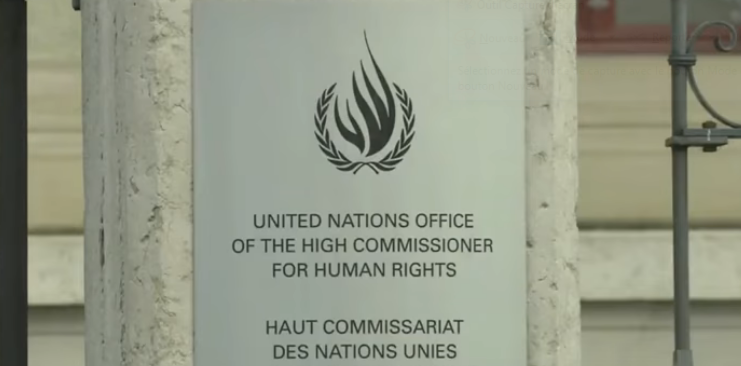 UNITED NATIONS OFFICE
OF THE HIGH COMMISSIONER
FOR HUMAN RIGHTS
HAUT COMMISSARIAT
DES NATIONS UNIES